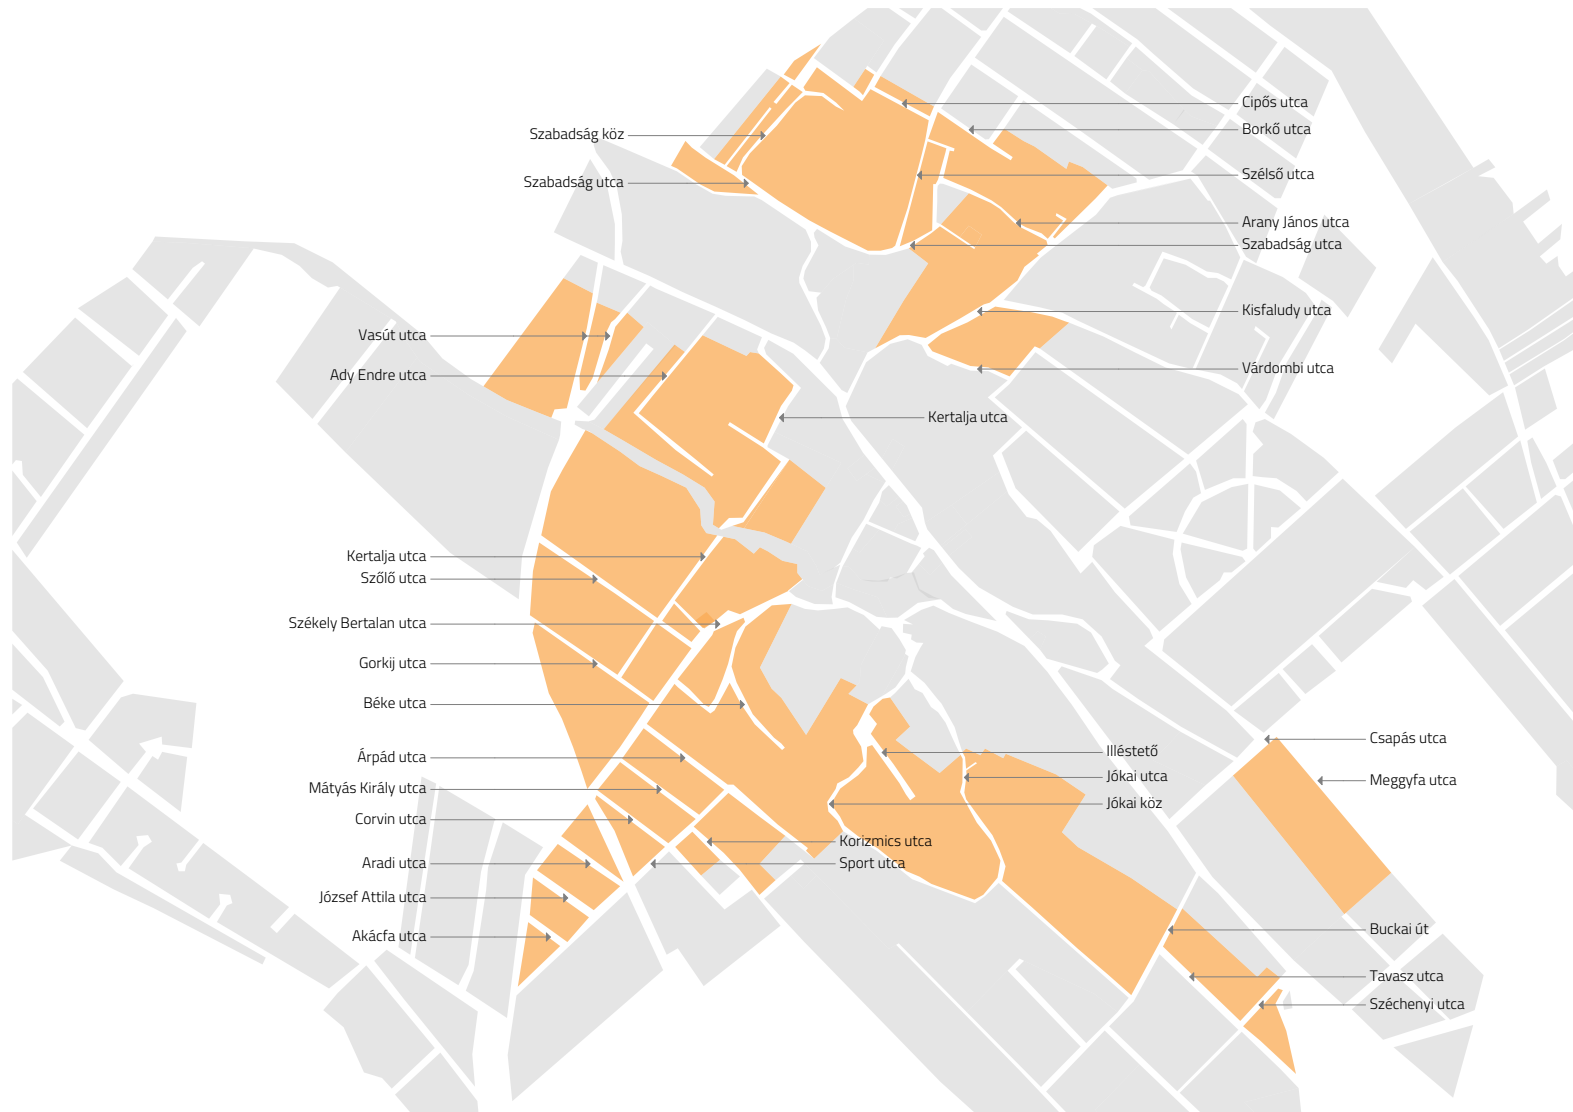 Cipős utca
Borkő utca
Szabadság köz
Szélső utca
Szabadság utca
Arany János utca
Szabadság utca
Kisfaludy utca
Vasút utca
Várdombi utca
Ady Endre utca
Kertalja utca
Kertalja utca
Szőlő utca
Székely Bertalan utca
Gorkij utca
Béke utca
Csapás utca
Illéstető
Árpád utca
Jókai utca
Meggyfa utca
Mátyás Király utca
Jókai köz
Corvin utca
Korizmics utca
Aradi utca
Sport utca
József Attila utca
Buckai út
Akácfa utca
Tavasz utca
Széchenyi utca